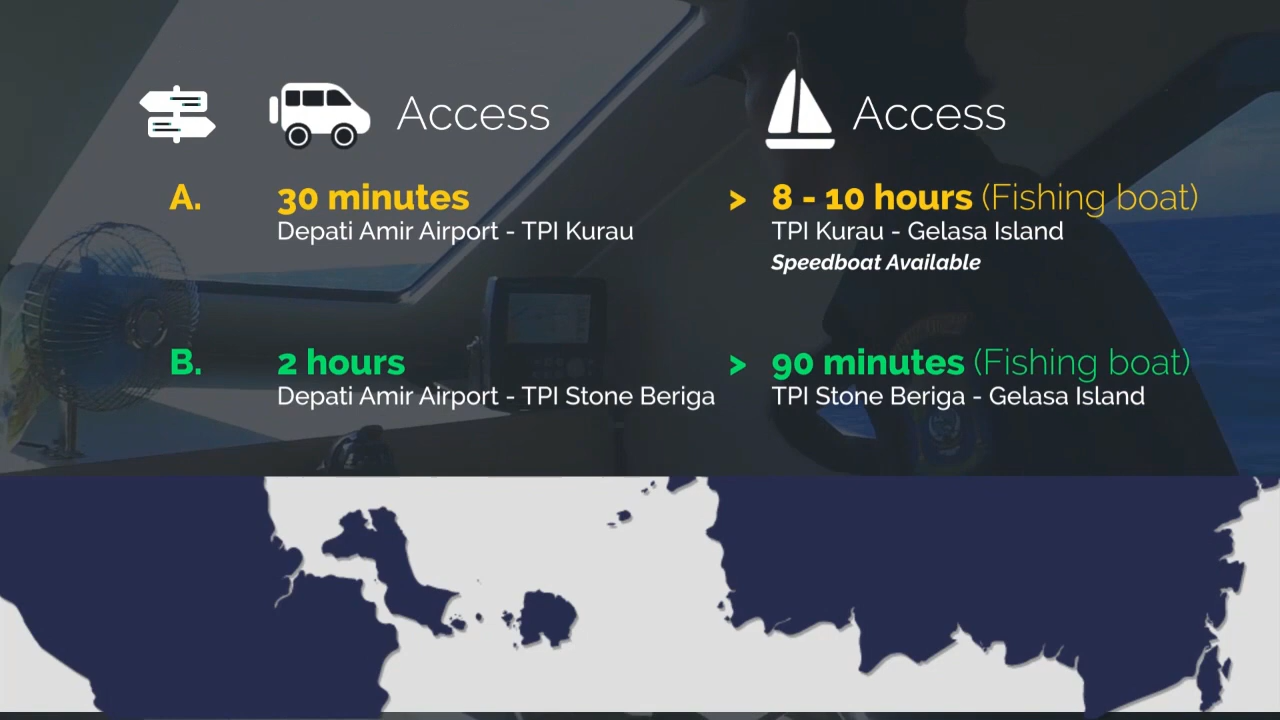 Access
Access
A.
30 minutes
Depati Amir Airport - TPI Kurau
> 8 - 10 hours (Fishing boat)
TPI Kurau - Gelasa Island
Speedboat Available
B.
2 hours
Depati Amir Airport - TPI Stone Beriga
> 90 minutes (Fishing boat)
TPI Stone Beriga - Gelasa Island